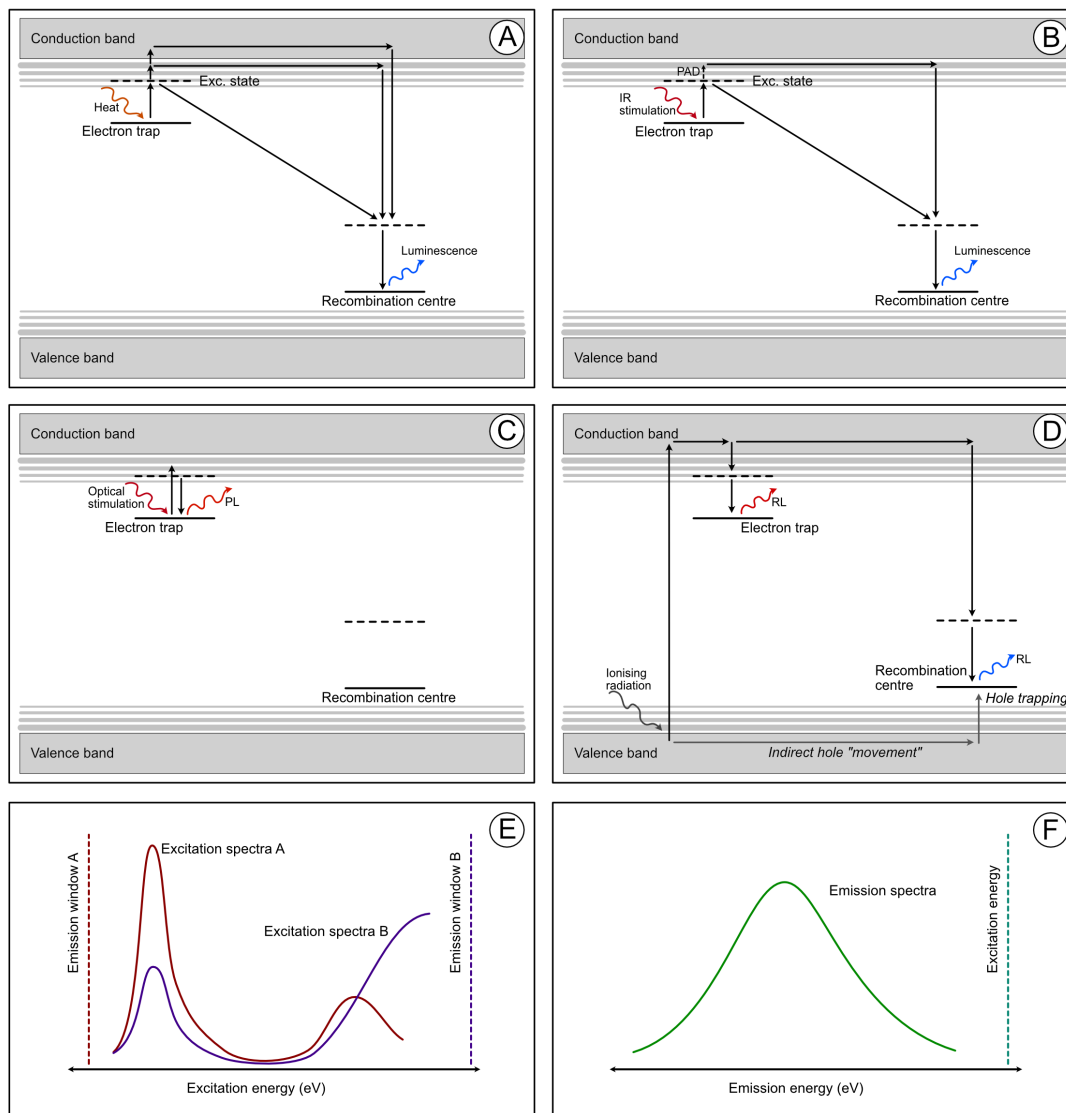 A
Conduction band
Exc. state
Heat
Electron trap
Luminescence
Recombination centre
Valence band
B
Conduction band
PAD
Exc. state
IR
stimulation
Electron trap
Luminescence
Recombination centre
Valence band
C
Conduction band
Optical
stimulation
PL
Electron trap
Recombination centre
Valence band
D
Conduction band
RL
Electron trap
Ionising
radiation
Recombination
centre
RL
Hole trapping
Valence band
Indirect hole "movement"
E
Emission window A
Excitation spectra A
Excitation spectra B
Emission window B
Excitation energy (eV)
F
Emission spectra
Excitation energy
Emission energy (eV)